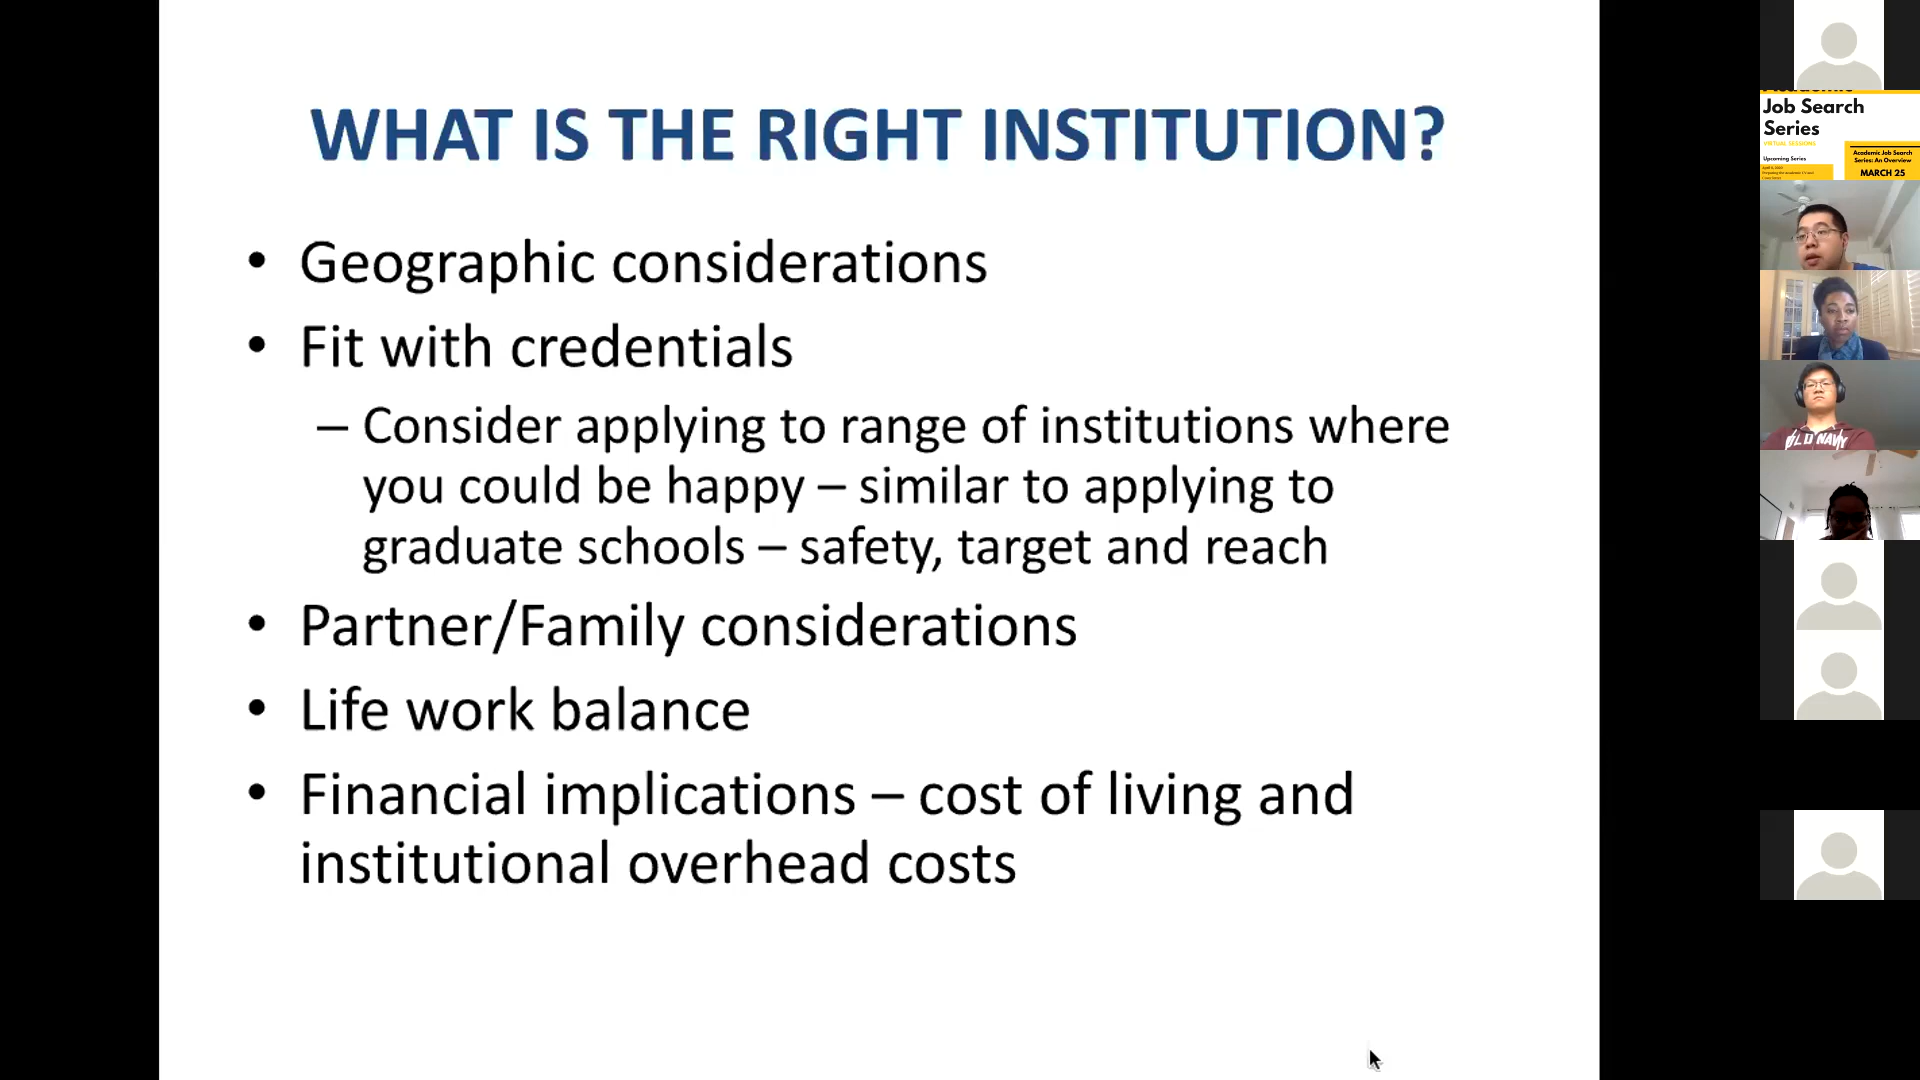 WHAT IS THE RIGHT INSTITUTION?
• Geographic considerations
• Fit with credentials
– Consider applying to range of institutions where
you could be happy – similar to applying to
graduate schools – safety, target and reach
• Partner/Family considerations
• Life work balance
• Financial implications – cost of living and
institutional overhead costs
Job Search
Series
VIRTUAL SESSIONS
Upcoming Series
Academic Job Search
Series: An Overview
MARCH 25
OLD NAVY